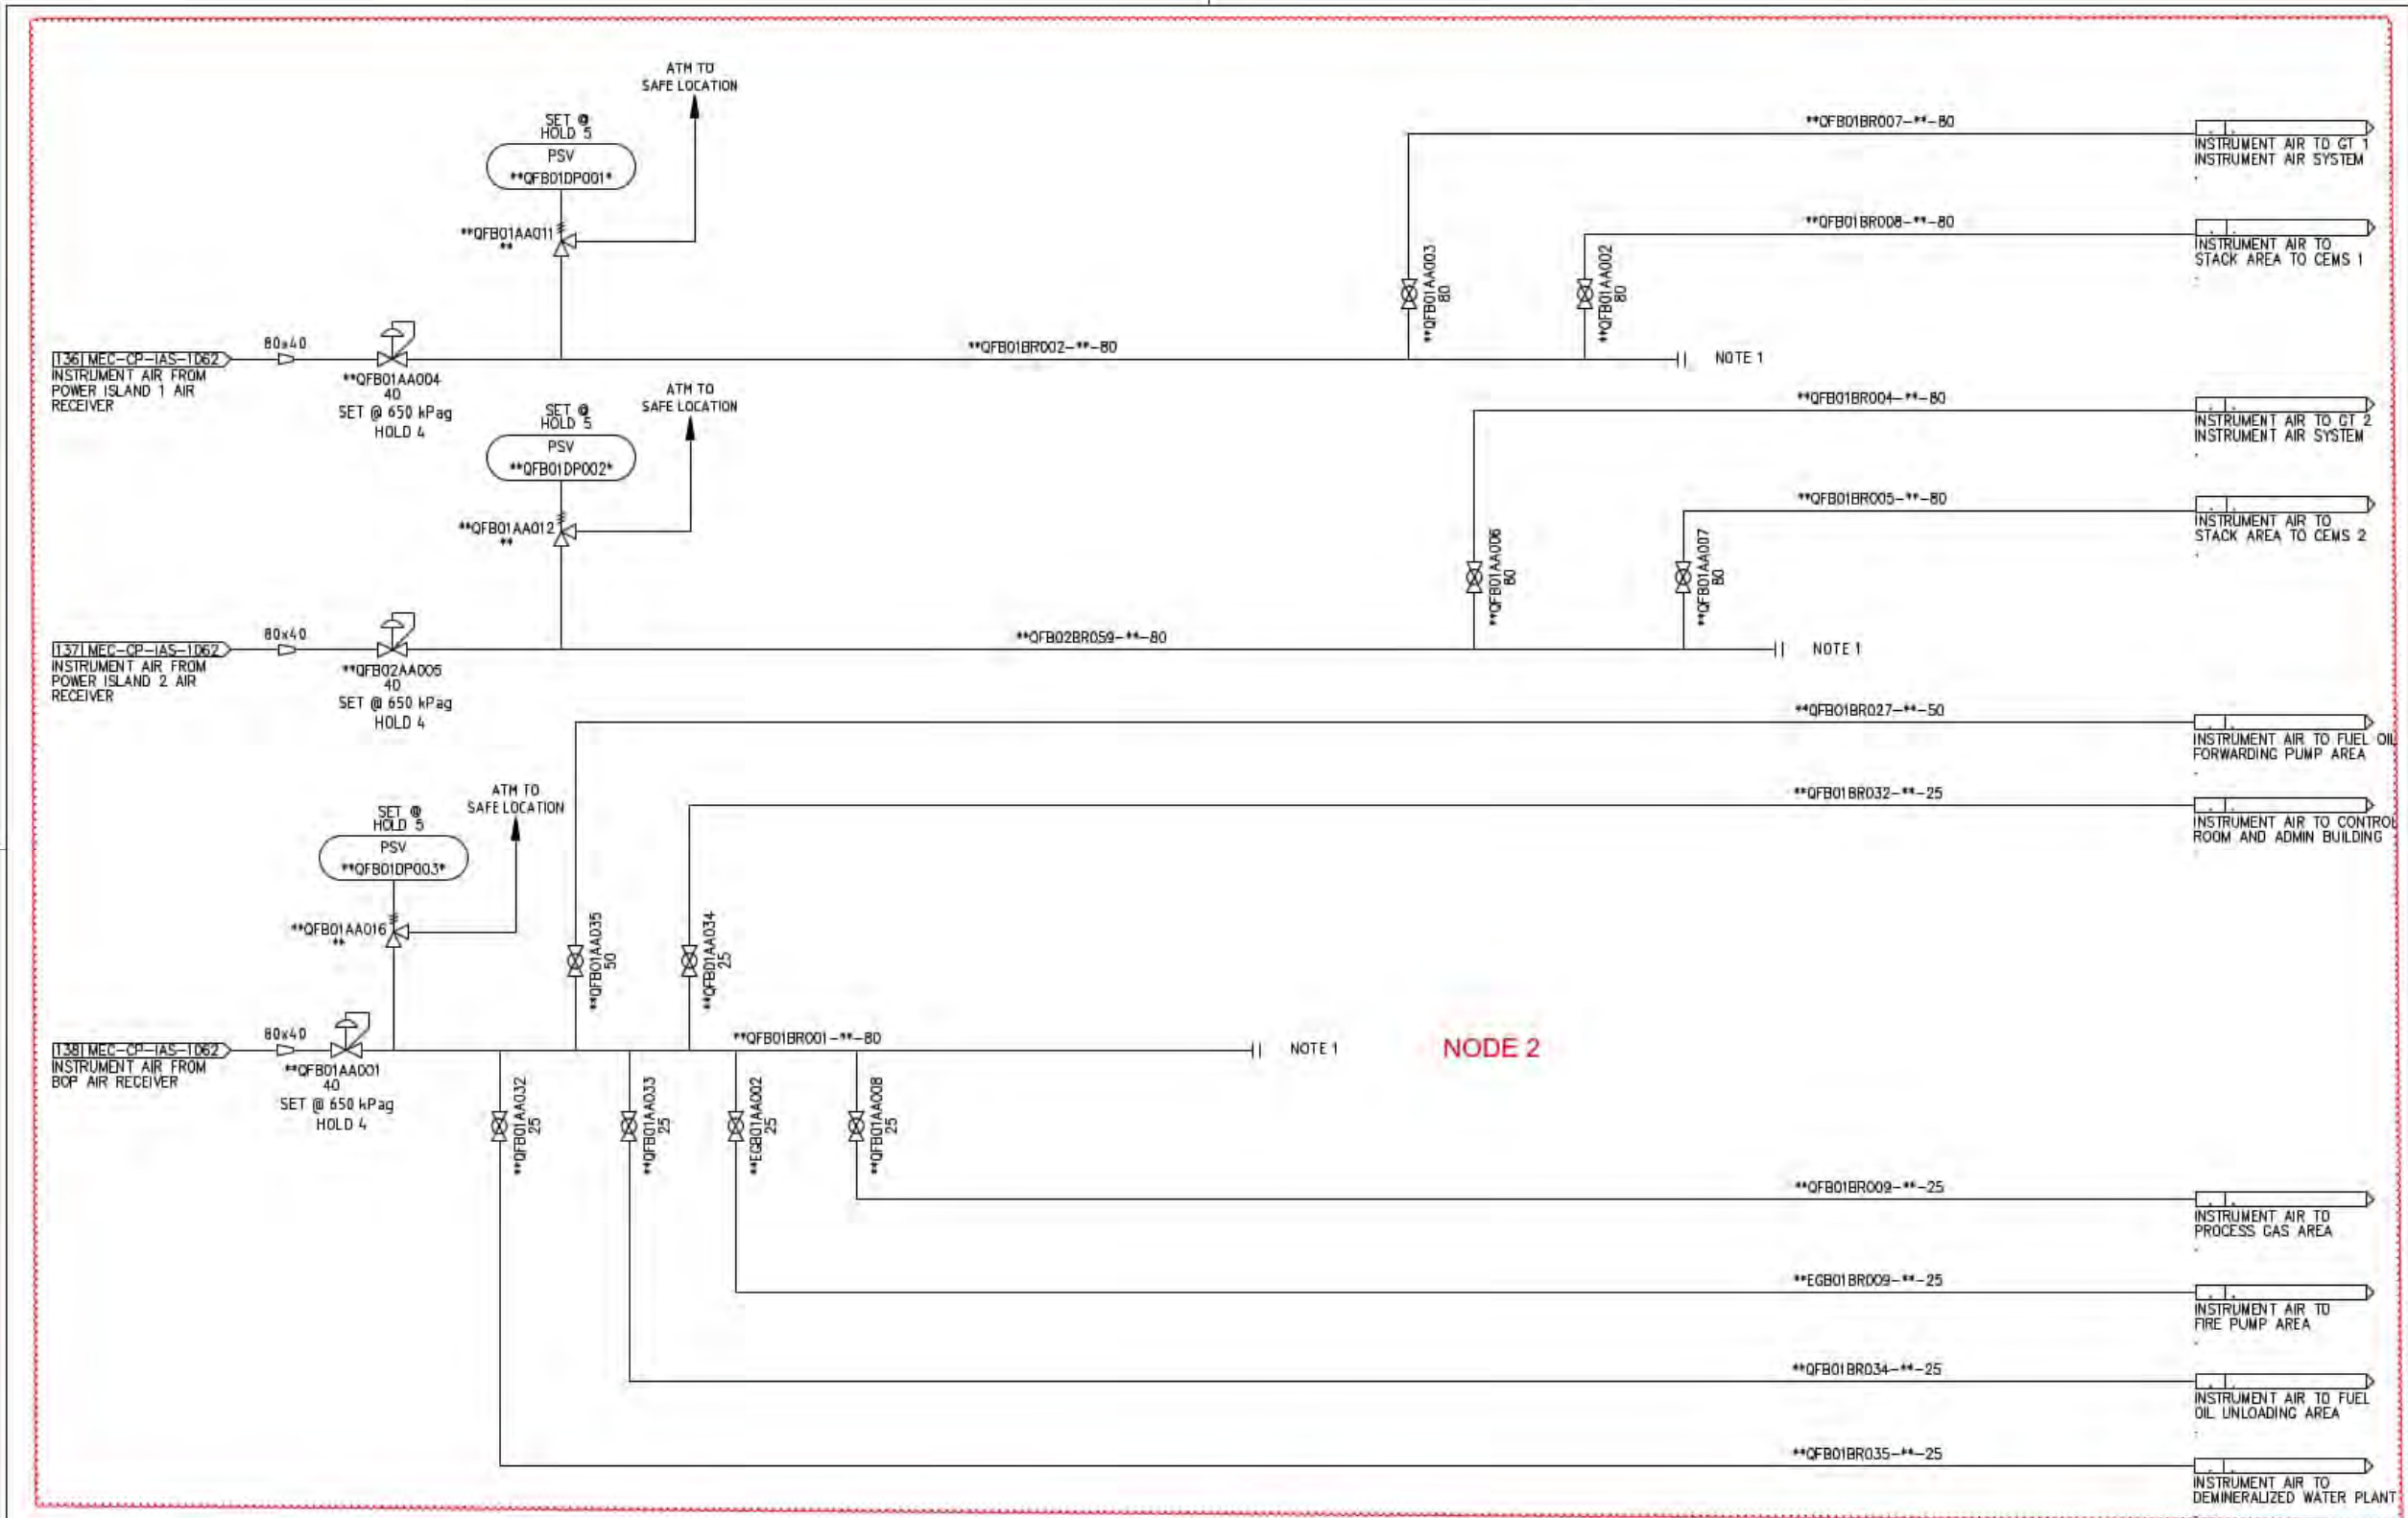 ATM TO
SAFE LOCATION
SET @
HOLD 5
PSV
**QFB01DP001*
**QFB01AA011
**
**QFB01BR007-**-80
INSTRUMENT AIR TO GT 1
INSTRUMENT AIR SYSTEM
**QFB01BR008-**-80
INSTRUMENT AIR TO
STACK AREA TO CEMS 1
**QFB01AA003
80
**QFB01AA002
80
136 MEC-CP-IAS-1062
INSTRUMENT AIR FROM
POWER ISLAND 1 AIR
RECEIVER
80x40
**QFB01AA004
40
SET @ 650 kPag
HOLD 4
**QFB01BR002-**-80
NOTE 1
ATM TO
SAFE LOCATION
SET @
HOLD 5
PSV
**QFB01DP002*
**QFB01AA012
**
**QFB01BR004-**-80
INSTRUMENT AIR TO GT 2
INSTRUMENT AIR SYSTEM
**QFB01BR005-**-80
INSTRUMENT AIR TO
STACK AREA TO CEMS 2
**QFB01AA006
80
**QFB01AA007
80
137 MEC-CP-IAS-1062
INSTRUMENT AIR FROM
POWER ISLAND 2 AIR
RECEIVER
80x40
**QFB02AA005
40
SET @ 650 kPag
HOLD 4
**QFB02BR059-**-80
NOTE 1
**QFB01BR027-**-50
INSTRUMENT AIR TO FUEL OIL
FORWARDING PUMP AREA
**QFB01BR032-**-25
INSTRUMENT AIR TO CONTROL
ROOM AND ADMIN BUILDING
ATM TO
SAFE LOCATION
SET @
HOLD 5
PSV
**QFB01DP003*
**QFB01AA016
**
**QFB01AA035
50
**QFB01AA034
25
138 MEC-CP-IAS-1062
INSTRUMENT AIR FROM
BOP AIR RECEIVER
80x40
**QFB01AA001
40
SET @ 650 kPag
HOLD 4
**QFB01BR001-**-80
NOTE 1
NODE 2
**QFB01AA032
25
**QFB01AA033
25
**EGB01AA002
25
**QFB01AA008
25
**QFB01BR009-**-25
INSTRUMENT AIR TO
PROCESS GAS AREA
**EGB01BR009-**-25
INSTRUMENT AIR TO
FIRE PUMP AREA
**QFB01BR034-**-25
INSTRUMENT AIR TO FUEL
OIL UNLOADING AREA
**QFB01BR035-**-25
INSTRUMENT AIR TO
DEMINERALIZED WATER PLANT